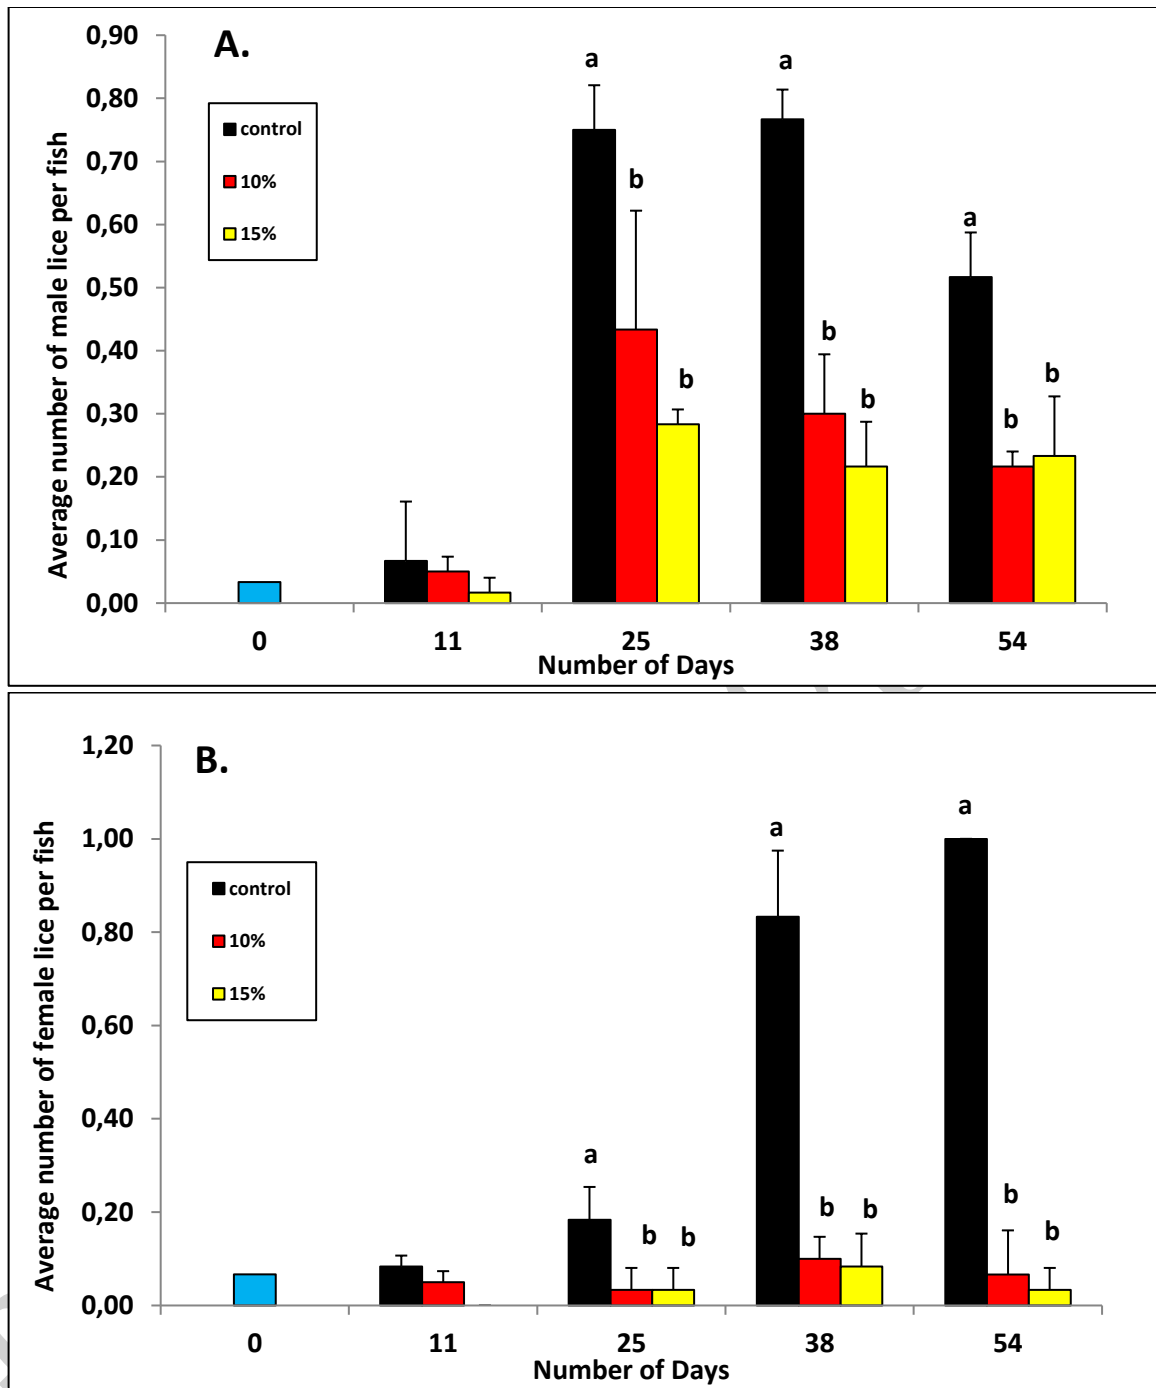 A.
0,90
0,80
0,70
0,60
0,50
0,40
0,30
0,20
0,10
0,00
Average number of male lice per fish
control
10%
15%
a
b
b
a
b
b
a
b
b
0 11 25 38 54
Number of Days
B.
1,20
1,00
0,80
0,60
0,40
0,20
0,00
Average number of female lice per fish
control
10%
15%
a
b
b
a
b
b
a
b
b
0 11 25 38 54
Number of Days